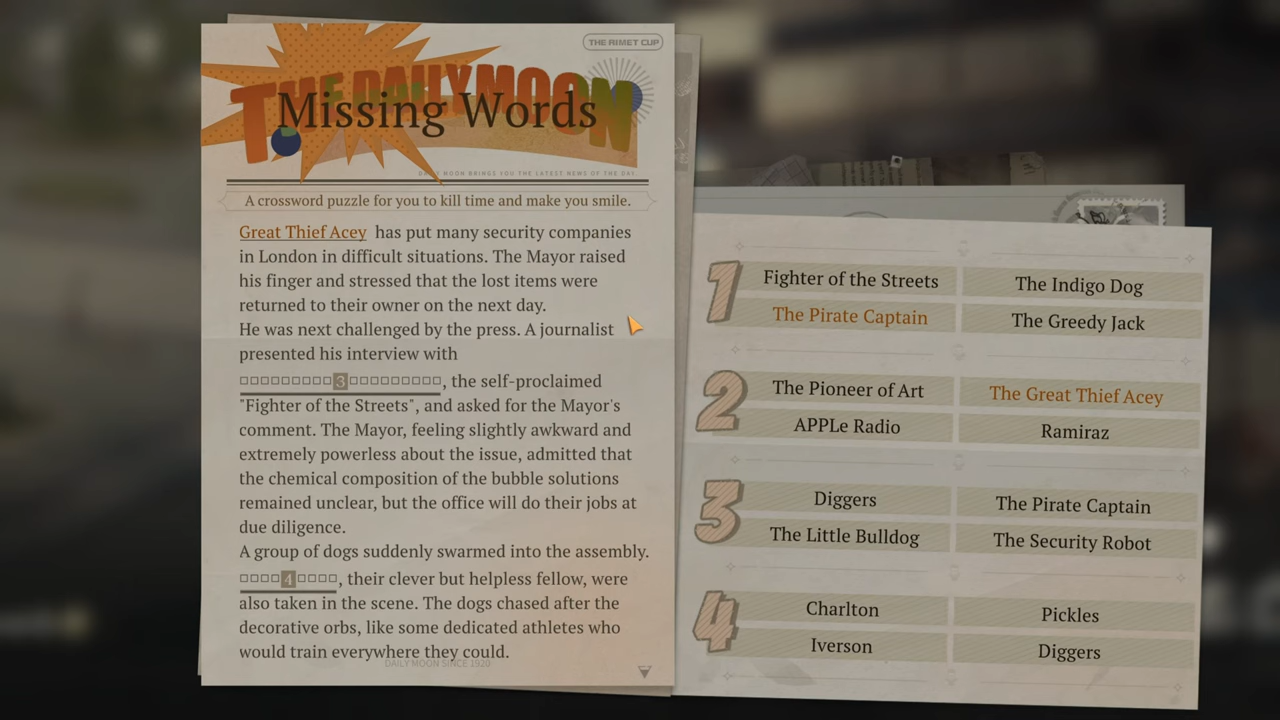 THE RIMET CUP
THE DAILY MOON
Missing Words
DAILY MOON BRINGS YOU THE LATEST NEWS OF THE DAY.
A crossword puzzle for you to kill time and make you smile.
Great Thief Acey has put many security companies
in London in difficult situations. The Mayor raised
his finger and stressed that the lost items were
returned to their owner on the next day.
He was next challenged by the press. A journalist
presented his interview with
□□□□□□□□□3□□□□□□□□□□, the self-proclaimed
"Fighter of the Streets", and asked for the Mayor's
comment. The Mayor, feeling slightly awkward and
extremely powerless about the issue, admitted that
the chemical composition of the bubble solutions
remained unclear, but the office will do their jobs at
due diligence.
A group of dogs suddenly swarmed into the assembly.
□□□□4□□□□, their clever but helpless fellow, were
also taken in the scene. The dogs chased after the
decorative orbs, like some dedicated athletes who
would train everywhere they could.
DAILY MOON SINCE 1920
1
Fighter of the Streets
The Indigo Dog
The Pirate Captain
The Greedy Jack
2
The Pioneer of Art
The Great Thief Acey
APPLe Radio
Ramiraz
3
Diggers
The Pirate Captain
The Little Bulldog
The Security Robot
4
Charlton
Pickles
Iverson
Diggers